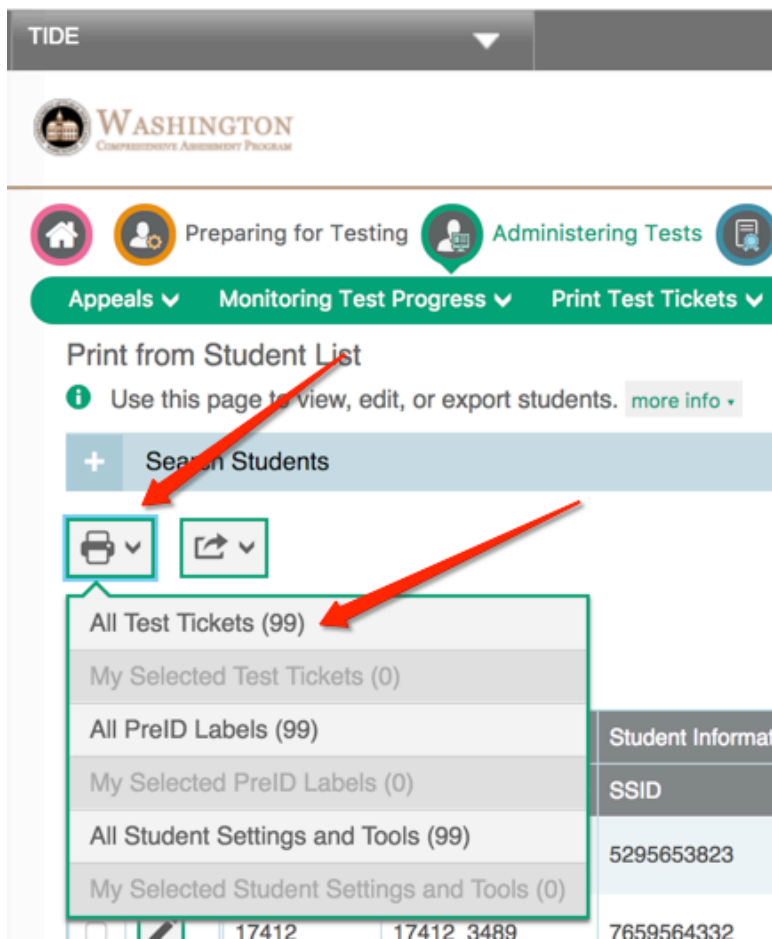 TIDE
WASHINGTON
COMPREHENSIVE ASSESSMENT PROGRAM
Preparing for Testing Administering Tests
Appeals Monitoring Test Progress Print Test Tickets
Print from Student List
Use this page to view, edit, or export students. more info
+ Search Students
All Test Tickets (99)
My Selected Test Tickets (0)
All PreID Labels (99)
My Selected PreID Labels (0)
All Student Settings and Tools (99)
My Selected Student Settings and Tools (0)
Student Informat
SSID
5295653823
17412 17412_3489 7659564332